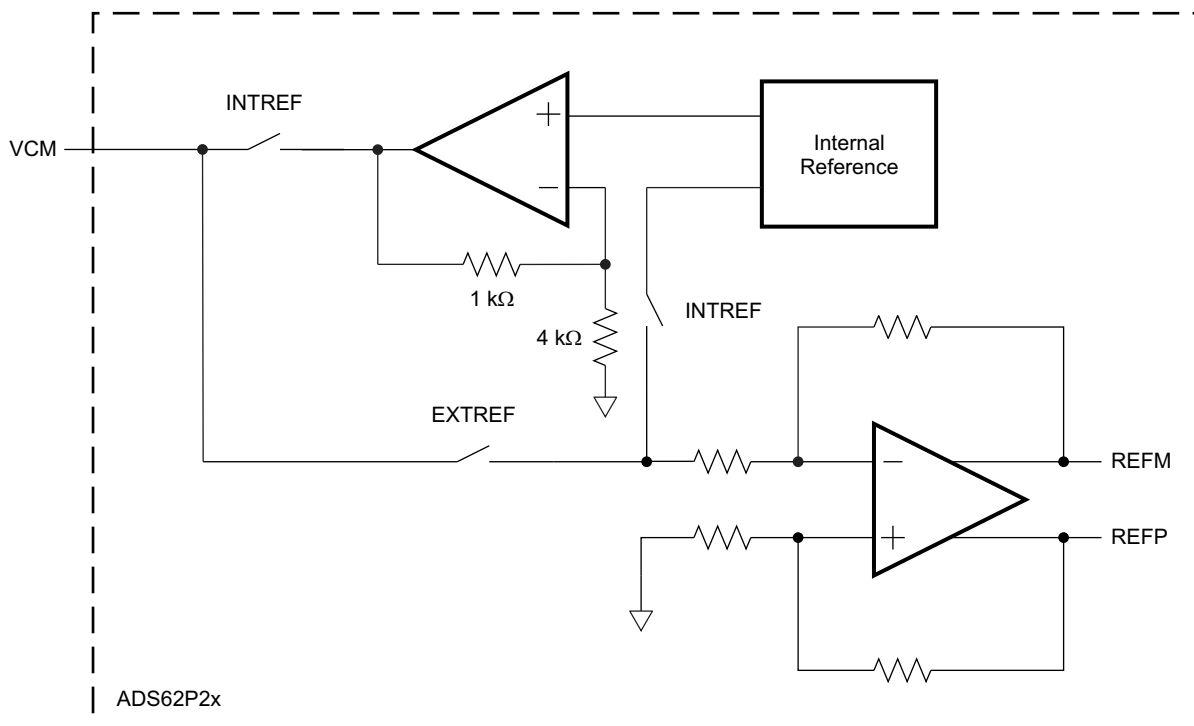 INTREF
VCM
+
−
Internal
Reference
1 kΩ
INTREF
4 kΩ
EXTREF
−
REFM
+
REFP
ADS62P2x